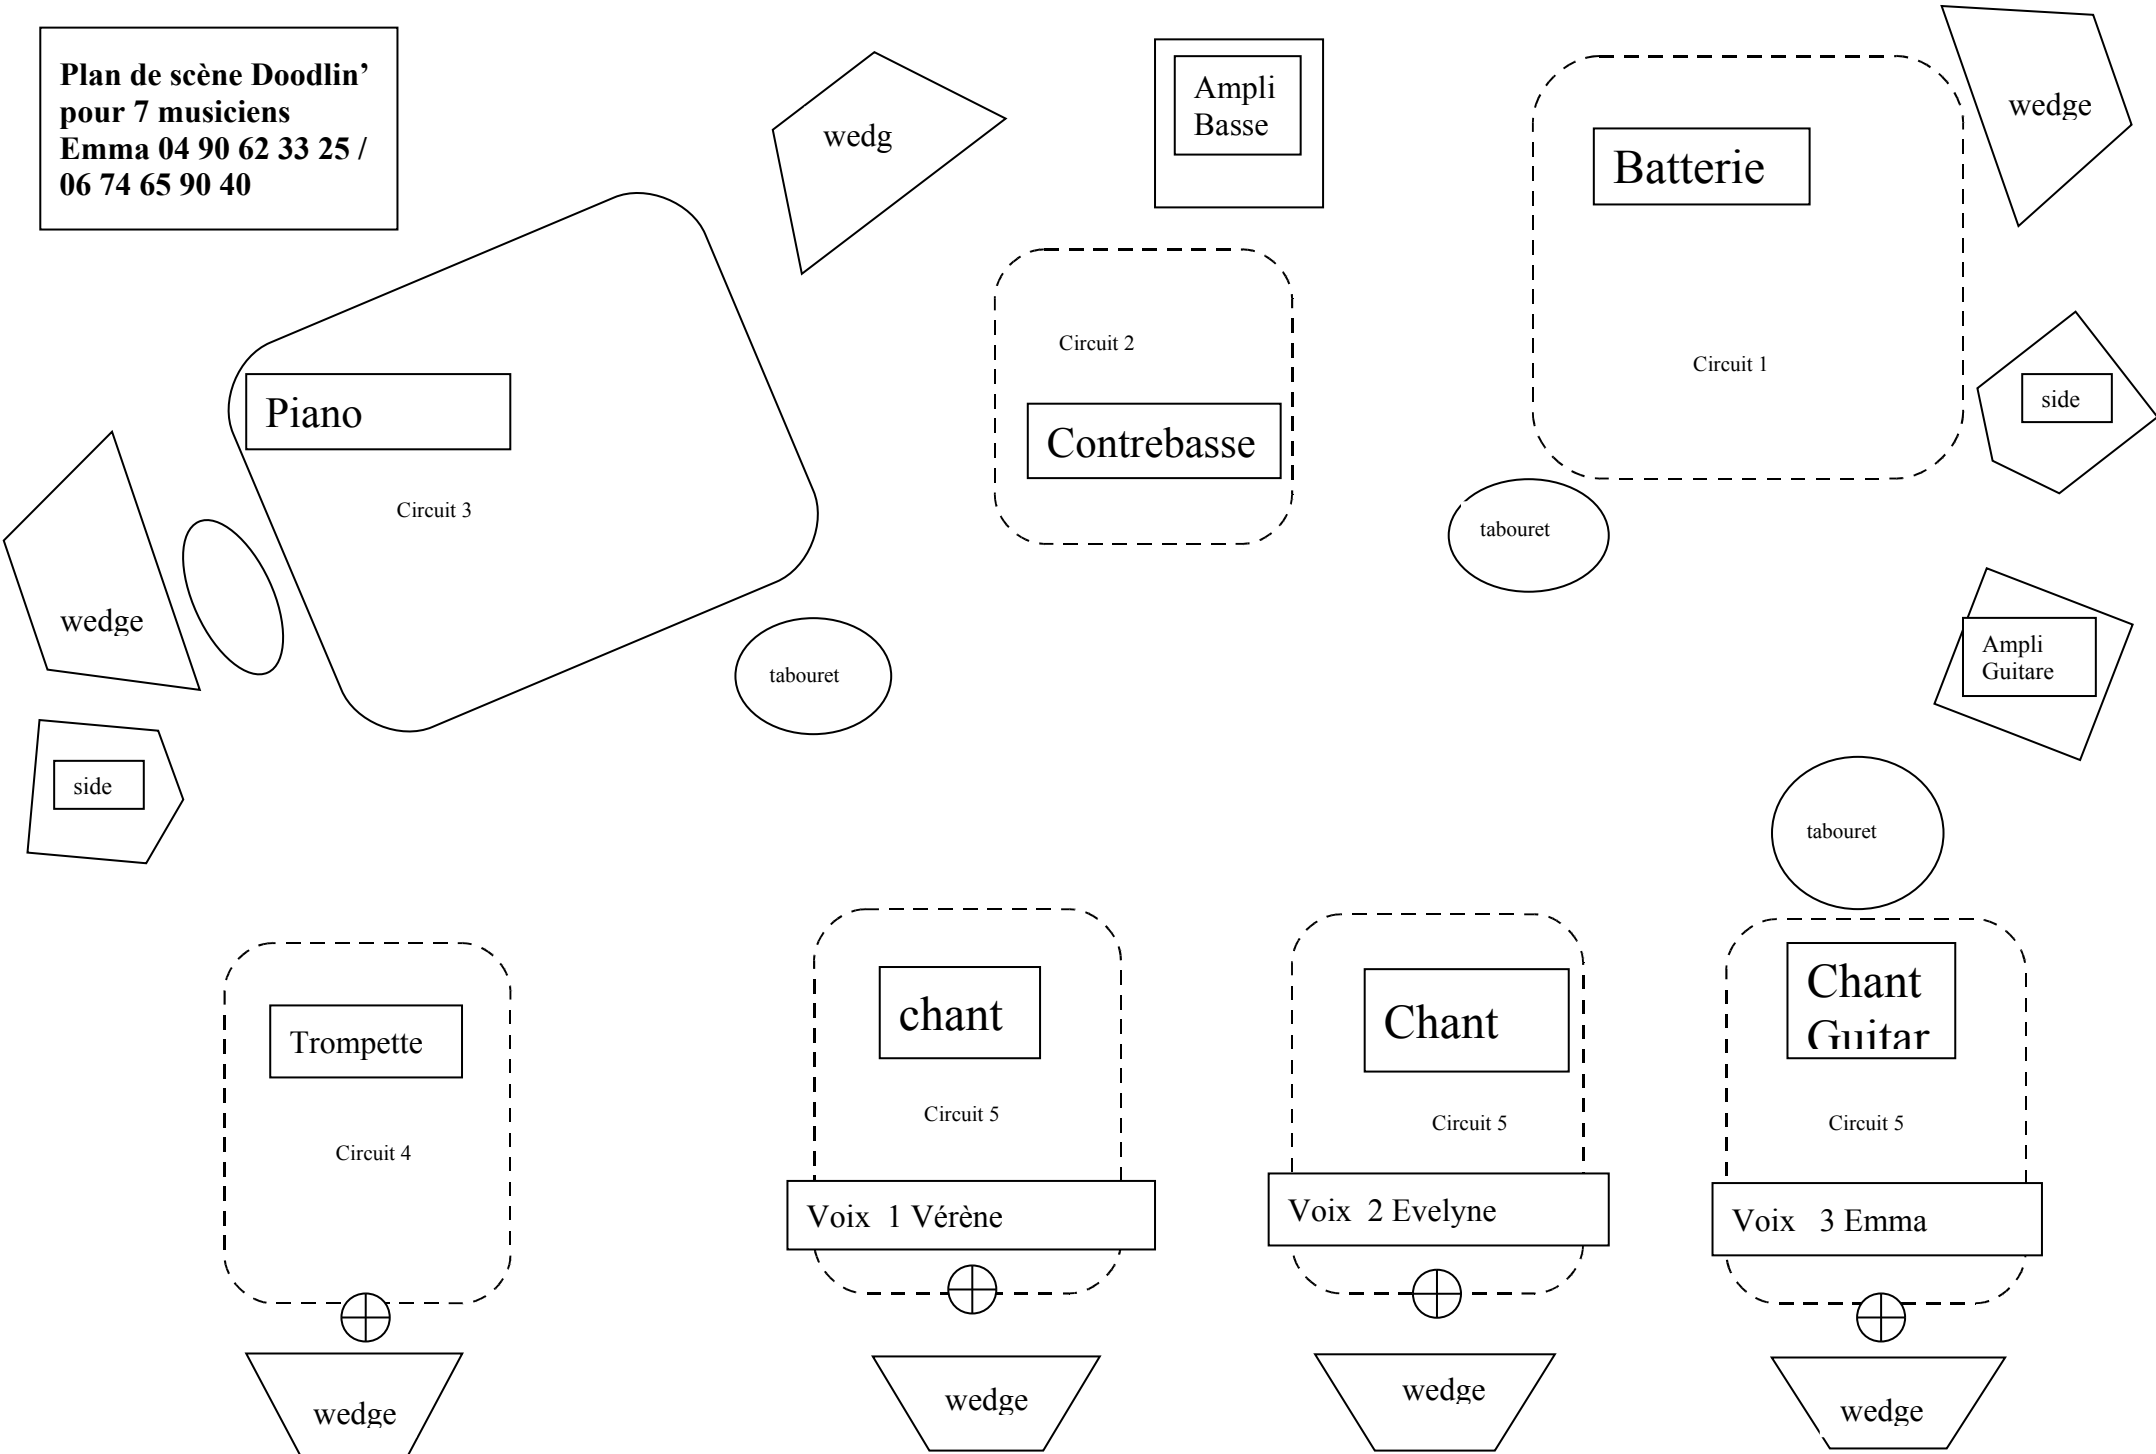 Plan de scène Doodlin’
pour 7 musiciens
Emma 04 90 62 33 25 /
06 74 65 90 40
wedg
Ampli
Basse
Batterie
wedge
Circuit 2
Circuit 1
side
Piano
Contrebasse
Circuit 3
tabouret
wedge
Ampli
Guitare
tabouret
side
tabouret
Trompette
chant
Chant
Chant
Guitar
Circuit 4
Circuit 5
Circuit 5
Circuit 5
Voix 1 Vérène
Voix 2 Evelyne
Voix 3 Emma
wedge
wedge
wedge
wedge